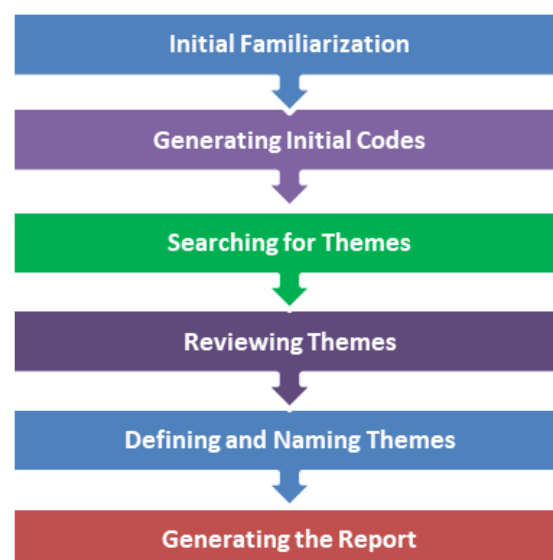 Initial Familiarization
Generating Initial Codes
Searching for Themes
Reviewing Themes
Defining and Naming Themes
Generating the Report